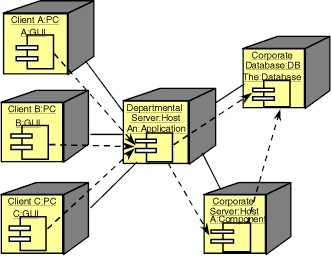 Client A:PC
A:GUI
Client B:PC
B:GUI
Client C:PC
C:GUI
Departmental
Server:Host
An:Application
Corporate
Database:DB
The:Database
Corporate
Server:Host
A:Component